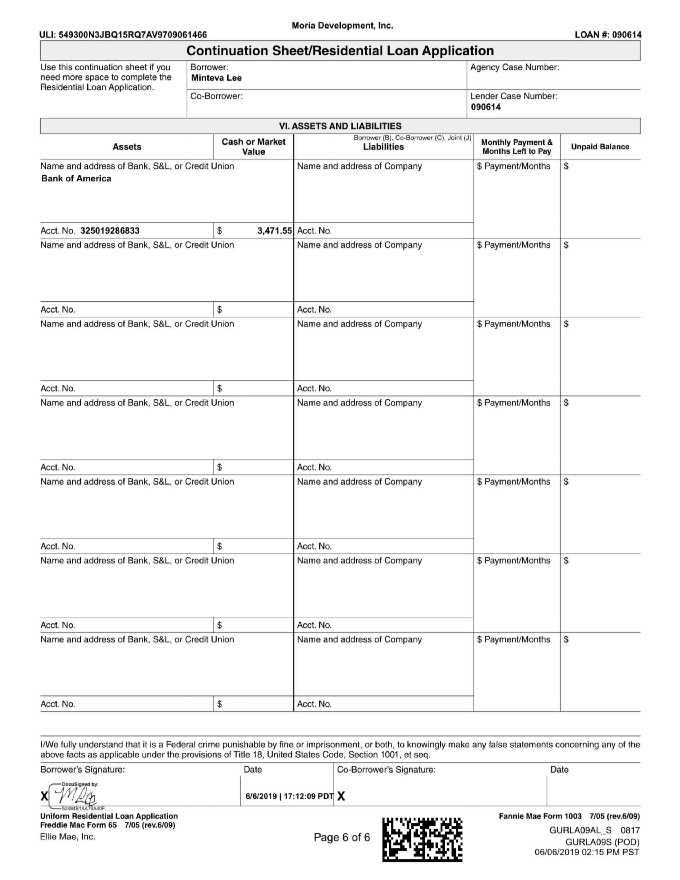 Moria Development, Inc.
ULI: 549300N3JBQ15RQ7AV9709061466 LOAN #: 090614
Continuation Sheet/Residential Loan Application
Use this continuation sheet if you
need more space to complete the
Residential Loan Application.
Borrower:
Minteva Lee
Agency Case Number:
Co-Borrower:
Lender Case Number:
090614
VI. ASSETS AND LIABILITIES
Assets
Cash or Market
Value
Borrower (B), Co-Borrower (C), Joint (J)
Liabilities
Monthly Payment &
Months Left to Pay
Unpaid Balance
Name and address of Bank, S&L, or Credit Union Name and address of Company $ Payment/Months $
Bank of America
Acct. No. 325019286833 $ 3,471.55 Acct. No.
Name and address of Bank, S&L, or Credit Union Name and address of Company $ Payment/Months $
Acct. No. $ Acct. No.
Name and address of Bank, S&L, or Credit Union Name and address of Company $ Payment/Months $
Acct. No. $ Acct. No.
Name and address of Bank, S&L, or Credit Union Name and address of Company $ Payment/Months $
Acct. No. $ Acct. No.
Name and address of Bank, S&L, or Credit Union Name and address of Company $ Payment/Months $
Acct. No. $ Acct. No.
Name and address of Bank, S&L, or Credit Union Name and address of Company $ Payment/Months $
Acct. No. $ Acct. No.
Name and address of Bank, S&L, or Credit Union Name and address of Company $ Payment/Months $
Acct. No. $ Acct. No.
I/We fully understand that it is a Federal crime punishable by fine or imprisonment, or both, to knowingly make any false statements concerning any of the
above facts as applicable under the provisions of Title 18, United States Code, Section 1001, et seq.
Borrower's Signature: Date Co-Borrower's Signature: Date
DocuSigned by:
X 6/6/2019 | 17:12:09 PDT X
Uniform Residential Loan Application
Freddie Mac Form 65 7/05 (rev.6/09)
Ellie Mae, Inc.
Page 6 of 6
Fannie Mae Form 1003 7/05 (rev.6/09)
GURLA09AL_S 0817
GURLA09S (POD)
06/06/2019 02:15 PM PST